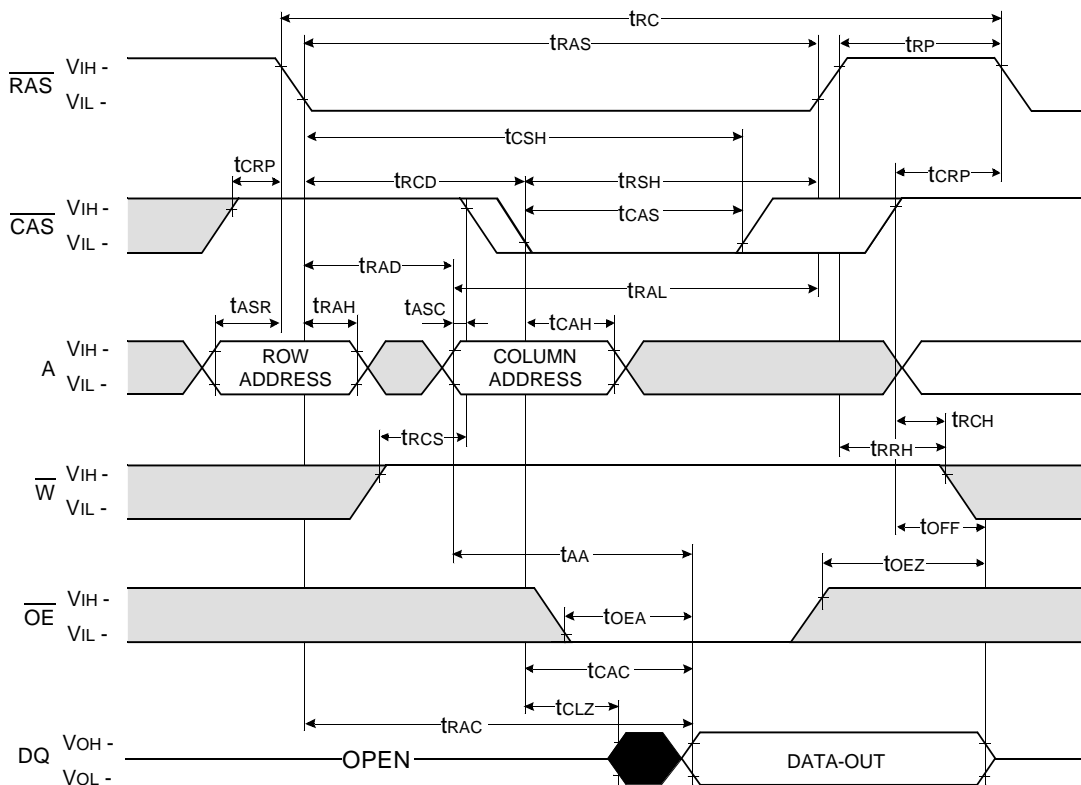 tRC
tRAS
tRP
RAS
VIH -
VIL -
tCSH
tCRP
tRCD
tRSH
tCRP
CAS
VIH -
VIL -
tCAS
tRAD
tRAL
tASR
tRAH
tASC
tCAH
A
VIH -
VIL -
ROW
ADDRESS
COLUMN
ADDRESS
tRCS
tRCH
tRRH
W
VIH -
VIL -
tOFF
tAA
tOEZ
OE
VIH -
VIL -
tOEA
tCAC
tCLZ
tRAC
DQ
VOH -
VOL -
OPEN
DATA-OUT